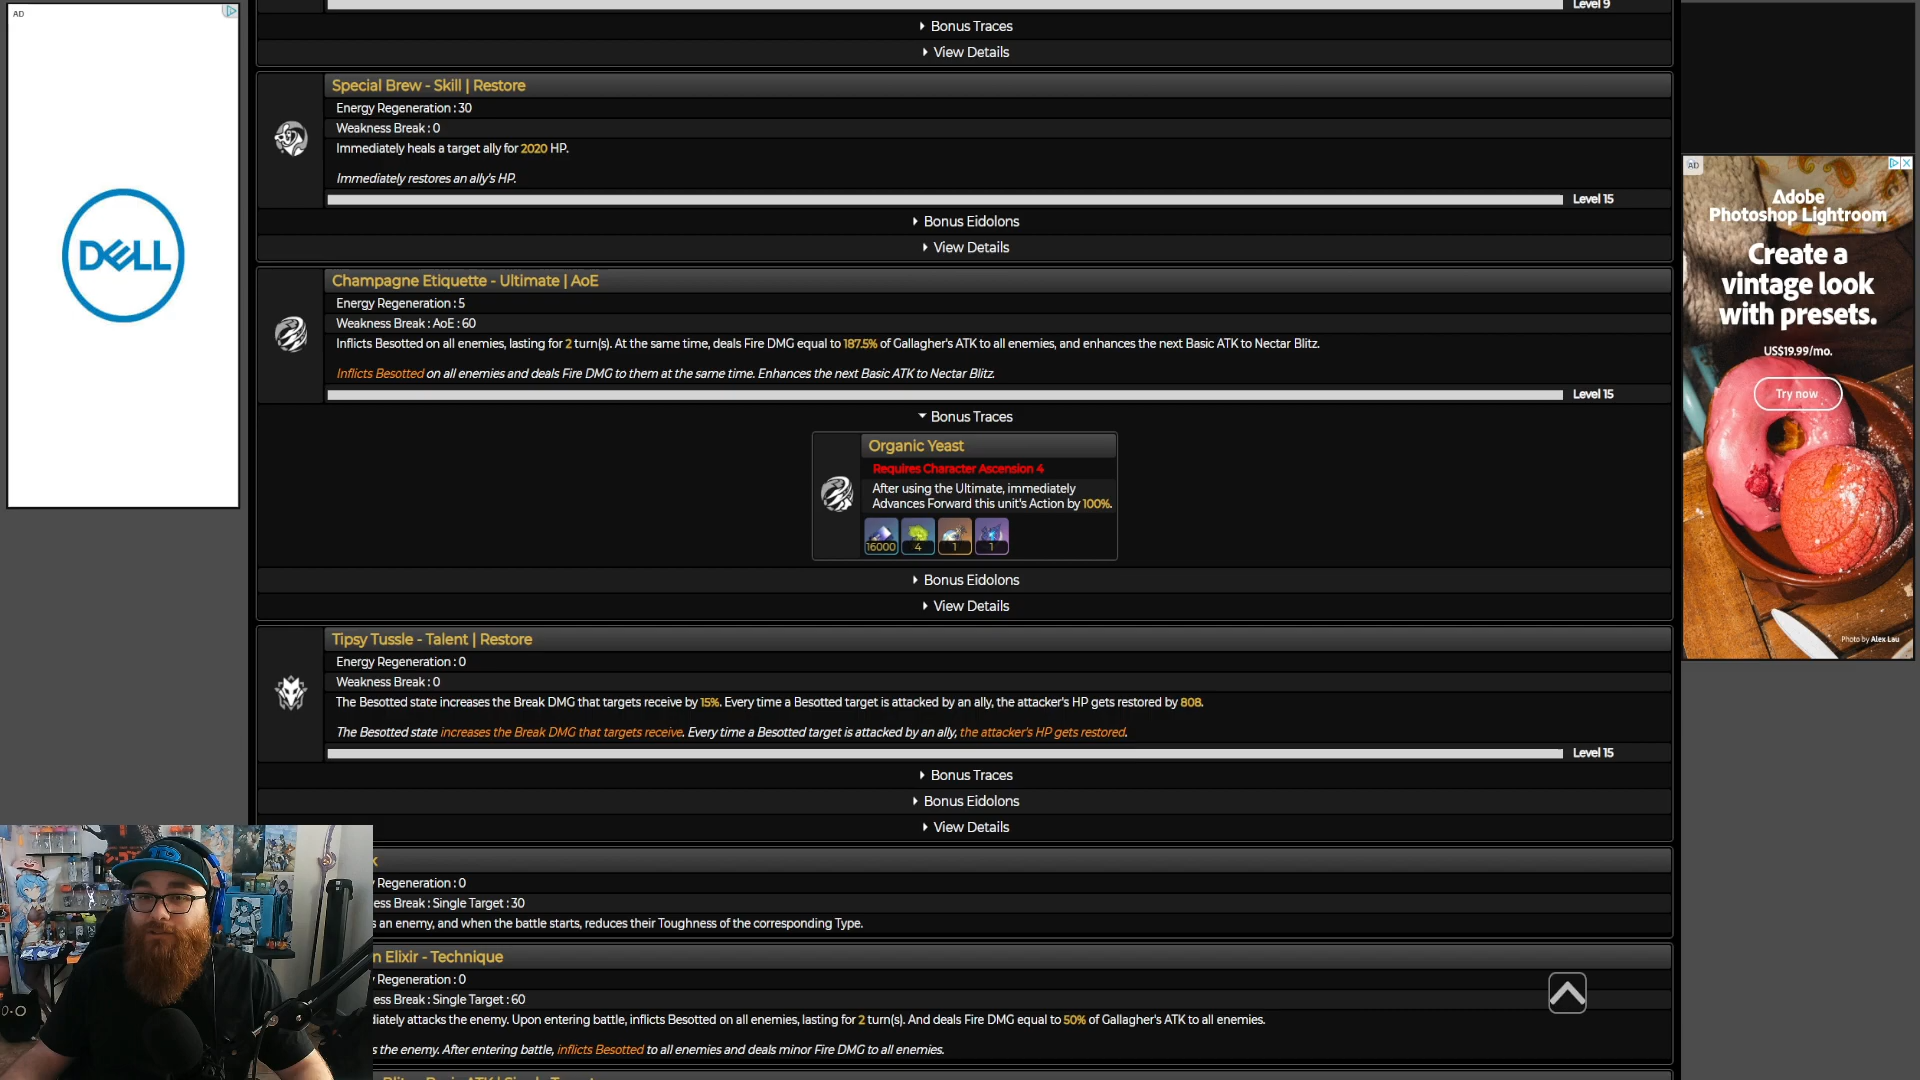 AD
DELL
Level 9
Bonus Traces
View Details
Special Brew - Skill | Restore
Energy Regeneration : 30
Weakness Break : 0
Immediately heals a target ally for 2020 HP.
Immediately restores an ally's HP.
Level 15
Bonus Eidolons
View Details
Champagne Etiquette - Ultimate | AoE
Energy Regeneration : 5
Weakness Break : AoE : 60
Inflicts Besotted on all enemies, lasting for 2 turn(s). At the same time, deals Fire DMG equal to 187.5% of Gallagher's ATK to all enemies, and enhances the next Basic ATK to Nectar Blitz.
Inflicts Besotted on all enemies and deals Fire DMG to them at the same time. Enhances the next Basic ATK to Nectar Blitz.
Level 15
Bonus Traces
Organic Yeast
Requires Character Ascension 4
After using the Ultimate, immediately
Advances Forward this unit's Action by 100%.
16000 4 1 1
Bonus Eidolons
View Details
Tipsy Tussle - Talent | Restore
Energy Regeneration : 0
Weakness Break : 0
The Besotted state increases the Break DMG that targets receive by 15%. Every time a Besotted target is attacked by an ally, the attacker's HP gets restored by 808.
The Besotted state increases the Break DMG that targets receive. Every time a Besotted target is attacked by an ally, the attacker's HP gets restored.
Level 15
Bonus Traces
Bonus Eidolons
View Details
k
Regeneration : 0
ess Break : Single Target : 30
s an enemy, and when the battle starts, reduces their Toughness of the corresponding Type.
n Elixir - Technique
Regeneration : 0
ess Break : Single Target : 60
diately attacks the enemy. Upon entering battle, inflicts Besotted on all enemies, lasting for 2 turn(s). And deals Fire DMG equal to 50% of Gallagher's ATK to all enemies.
s the enemy. After entering battle, inflicts Besotted to all enemies and deals minor Fire DMG to all enemies.
AD
Adobe
Photoshop Lightroom
Create a
vintage look
with presets.
US$19.99/mo.
Try now
Photo by Alex Lau